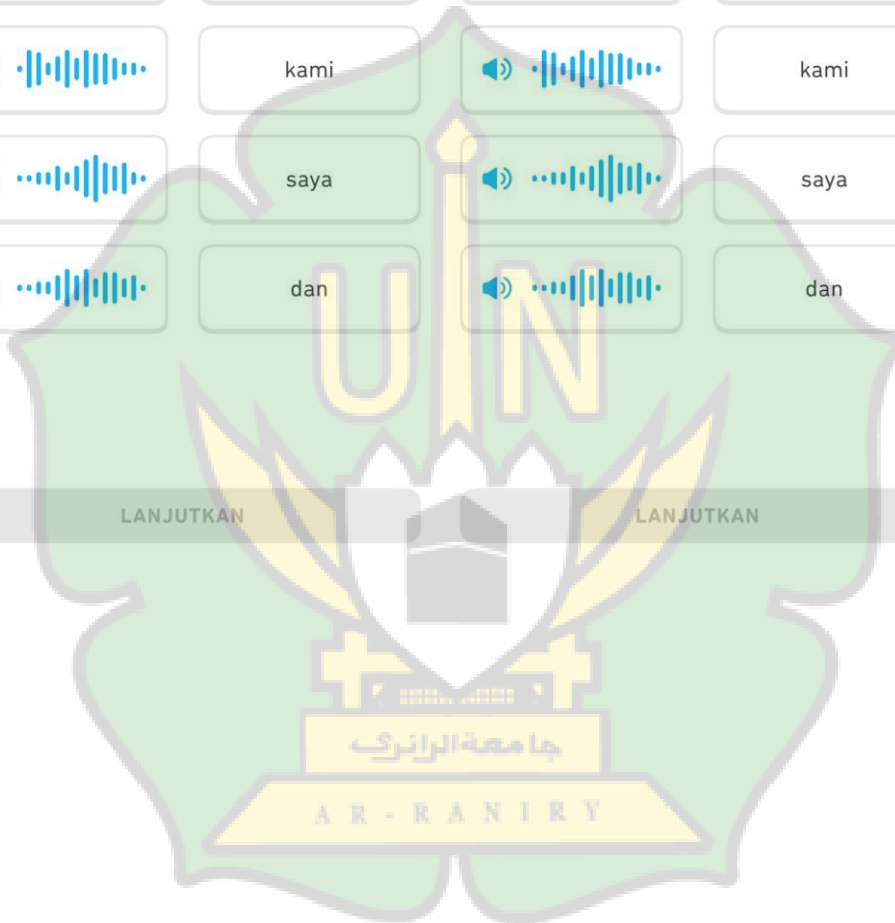 kami kami
saya saya
dan dan
U N
LANJUTKAN LANJUTKAN
جامعة الرانري
AR-RANIRY